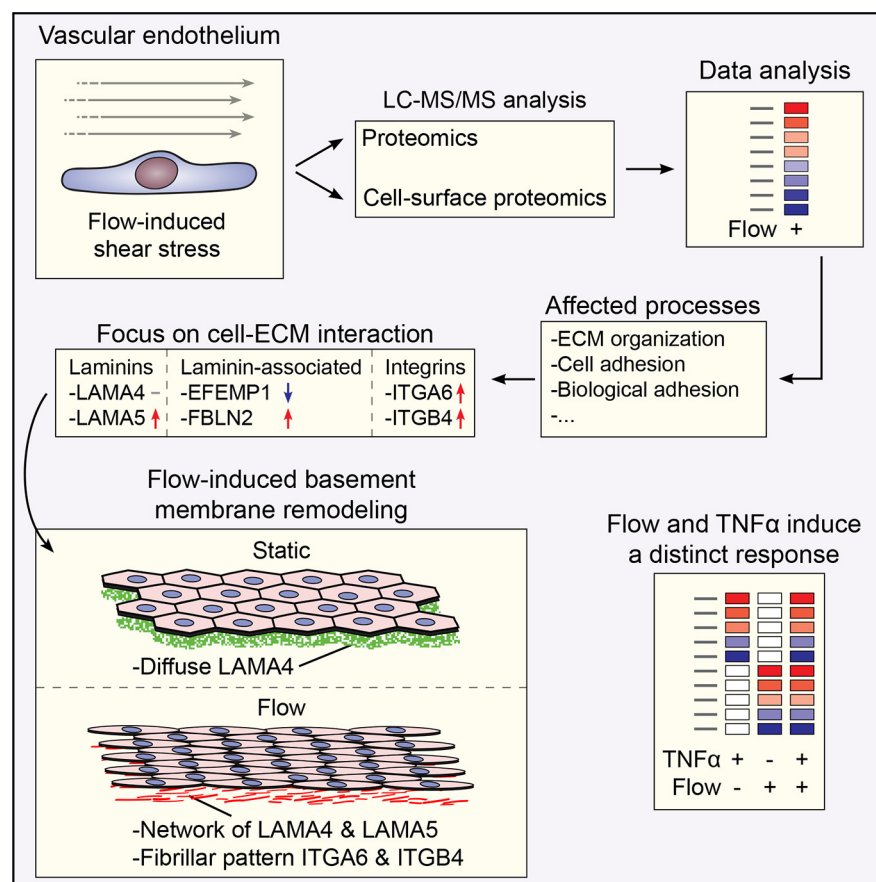 Vascular endothelium
Flow-induced
shear stress
LC-MS/MS analysis
Proteomics
Cell-surface proteomics
Data analysis
Flow +
Affected processes
-ECM organization
-Cell adhesion
-Biological adhesion
-...
Focus on cell-ECM interaction
Laminins Laminin-associated Integrins
-LAMA4 – -EFEMP1 ↓ -ITGA6 ↑
-LAMA5 ↑ -FBLN2 ↑ -ITGB4 ↑
Flow-induced basement
membrane remodeling
Static
-Diffuse LAMA4
Flow
-Network of LAMA4 & LAMA5
-Fibrillar pattern ITGA6 & ITGB4
Flow and TNFα induce
a distinct response
TNFα + - +
Flow - + +